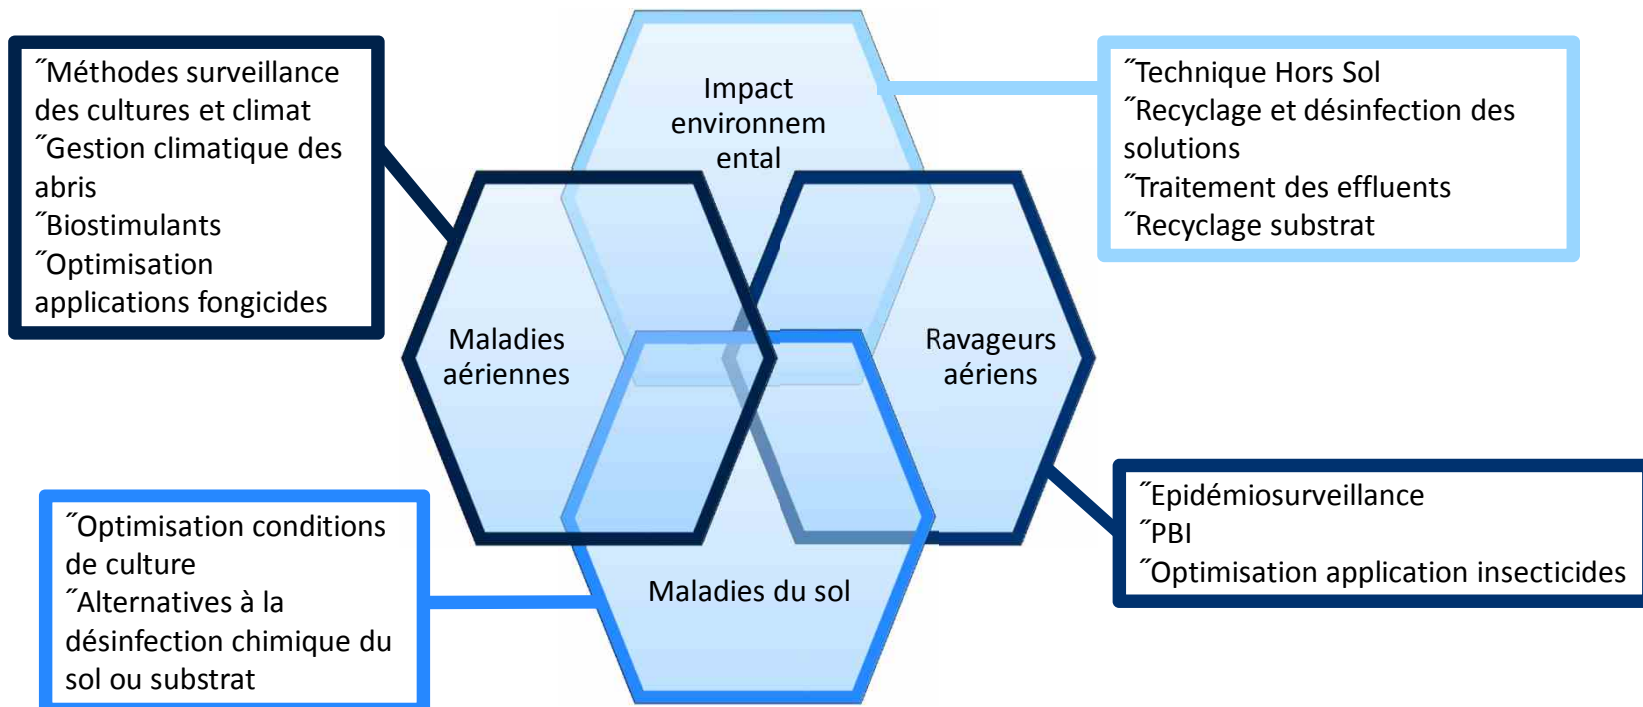 ˝Méthodes surveillance
des cultures et climat
˝Gestion climatique des
abris
˝Biostimulants
˝Optimisation
applications fongicides
Impact
environnem
ental
˝Technique Hors Sol
˝Recyclage et désinfection des
solutions
˝Traitement des effluents
˝Recyclage substrat
Maladies
aériennes
Ravageurs
aériens
˝Optimisation conditions
de culture
˝Alternatives à la
désinfection chimique du
sol ou substrat
Maladies du sol
˝Epidémiosurveillance
˝PBI
˝Optimisation application insecticides